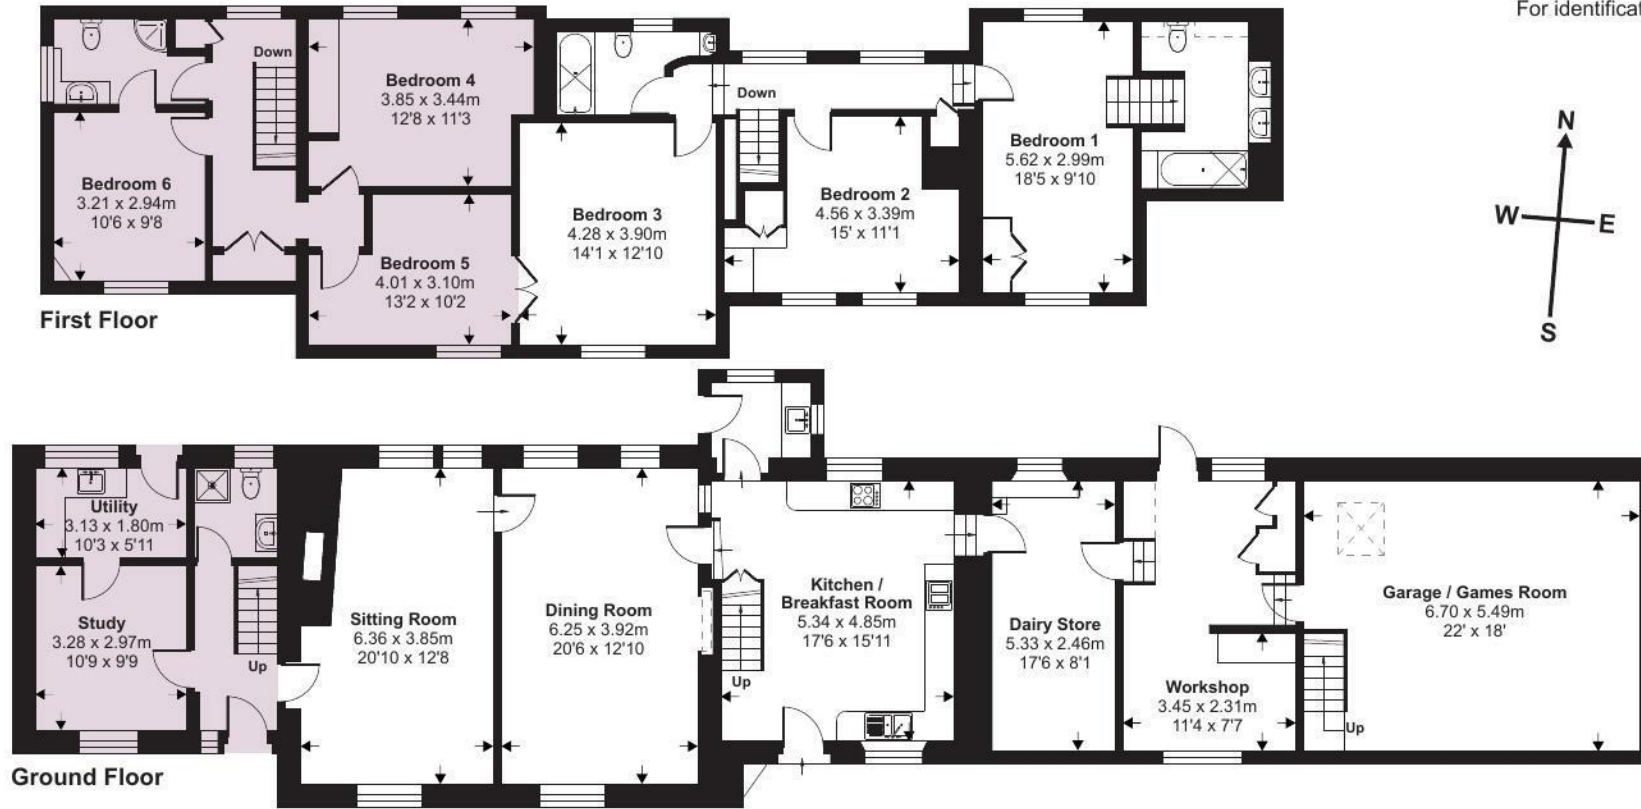 For identificat
Down
Bedroom 4
3.85 x 3.44m
12'8 x 11'3
Down
Bedroom 1
5.62 x 2.99m
18'5 x 9'10
Bedroom 6
3.21 x 2.94m
10'6 x 9'8
Bedroom 3
4.28 x 3.90m
14'1 x 12'10
Bedroom 2
4.56 x 3.39m
15' x 11'1
Bedroom 5
4.01 x 3.10m
13'2 x 10'2
First Floor
N
W
E
S
Utility
3.13 x 1.80m
10'3 x 5'11
Study
3.28 x 2.97m
10'9 x 9'9
Up
Sitting Room
6.36 x 3.85m
20'10 x 12'8
Dining Room
6.25 x 3.92m
20'6 x 12'10
Kitchen /
Breakfast Room
5.34 x 4.85m
17'6 x 15'11
Up
Dairy Store
5.33 x 2.46m
17'6 x 8'1
Workshop
3.45 x 2.31m
11'4 x 7'7
Garage / Games Room
6.70 x 5.49m
22' x 18'
Up
Ground Floor